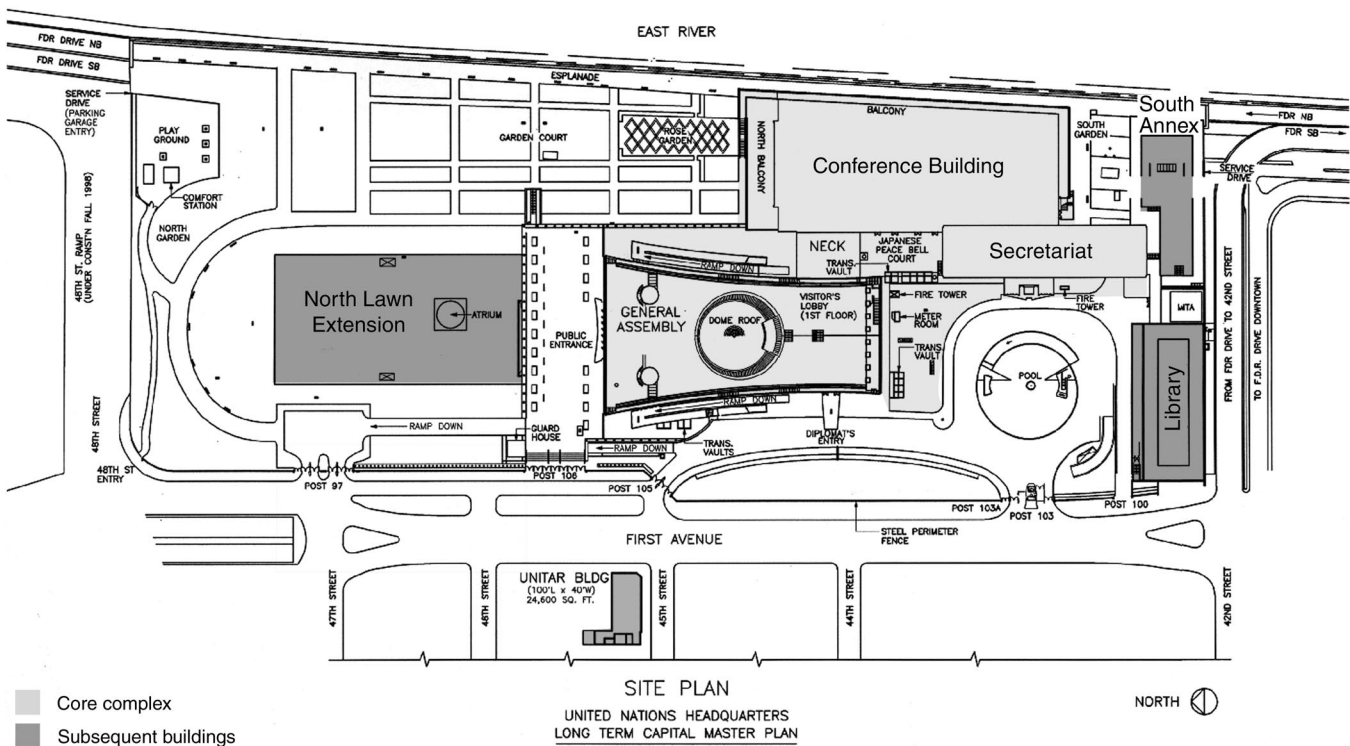 EAST RIVER
FDR DRIVE NB
FDR DRIVE SB
ESPLANADE
SERVICE
DRIVE
(PARKING
GARAGE
ENTRY)
PLAY
GROUND
COMFORT
STATION
NORTH
GARDEN
48TH ST. RAMP
(UNDER CONST'N FALL 1998)
GARDEN COURT
ROSE
GARDEN
NORTH BALCONY
BALCONY
Conference Building
SOUTH
GARDEN
South
Annex
FDR NB
FDR SB
SERVICE
DRIVE
NECK
JAPANESE
PEACE BELL
COURT
TRANS.
VAULT
Secretariat
FIRE TOWER
FIRE
TOWER
METER
ROOM
TRANS.
VAULT
North Lawn
Extension
ATRIUM
PUBLIC
ENTRANCE
RAMP DOWN
GENERAL
ASSEMBLY
DOME ROOF
VISITOR'S
LOBBY
(1ST FLOOR)
POOL
Library
FROM FDR DRIVE TO 42ND STREET
TO F.D.R. DRIVE DOWNTOWN
RAMP DOWN
DIPLOMAT'S
ENTRY
RAMP DOWN
GUARD
HOUSE
RAMP DOWN
TRANS.
VAULTS
48TH STREET
48TH ST
ENTRY
POST 97
POST 106
POST 105
POST 103A
POST 103
POST 100
STEEL PERIMETER
FENCE
FIRST AVENUE
UNITAR BLDG
(100'L x 40'W)
24,600 SQ. FT.
47TH STREET
48TH STREET
45TH STREET
44TH STREET
42ND STREET
SITE PLAN
UNITED NATIONS HEADQUARTERS
LONG TERM CAPITAL MASTER PLAN
NORTH
Core complex
Subsequent buildings